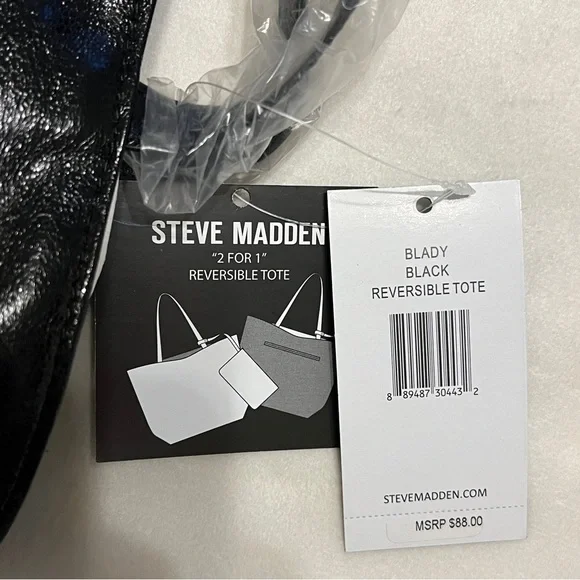 STEVE MADDEN
"2 FOR 1"
REVERSIBLE TOTE
BLADY
BLACK
REVERSIBLE TOTE
8 89487 30443 2
STEVEMADDEN.COM
MSRP $88.00